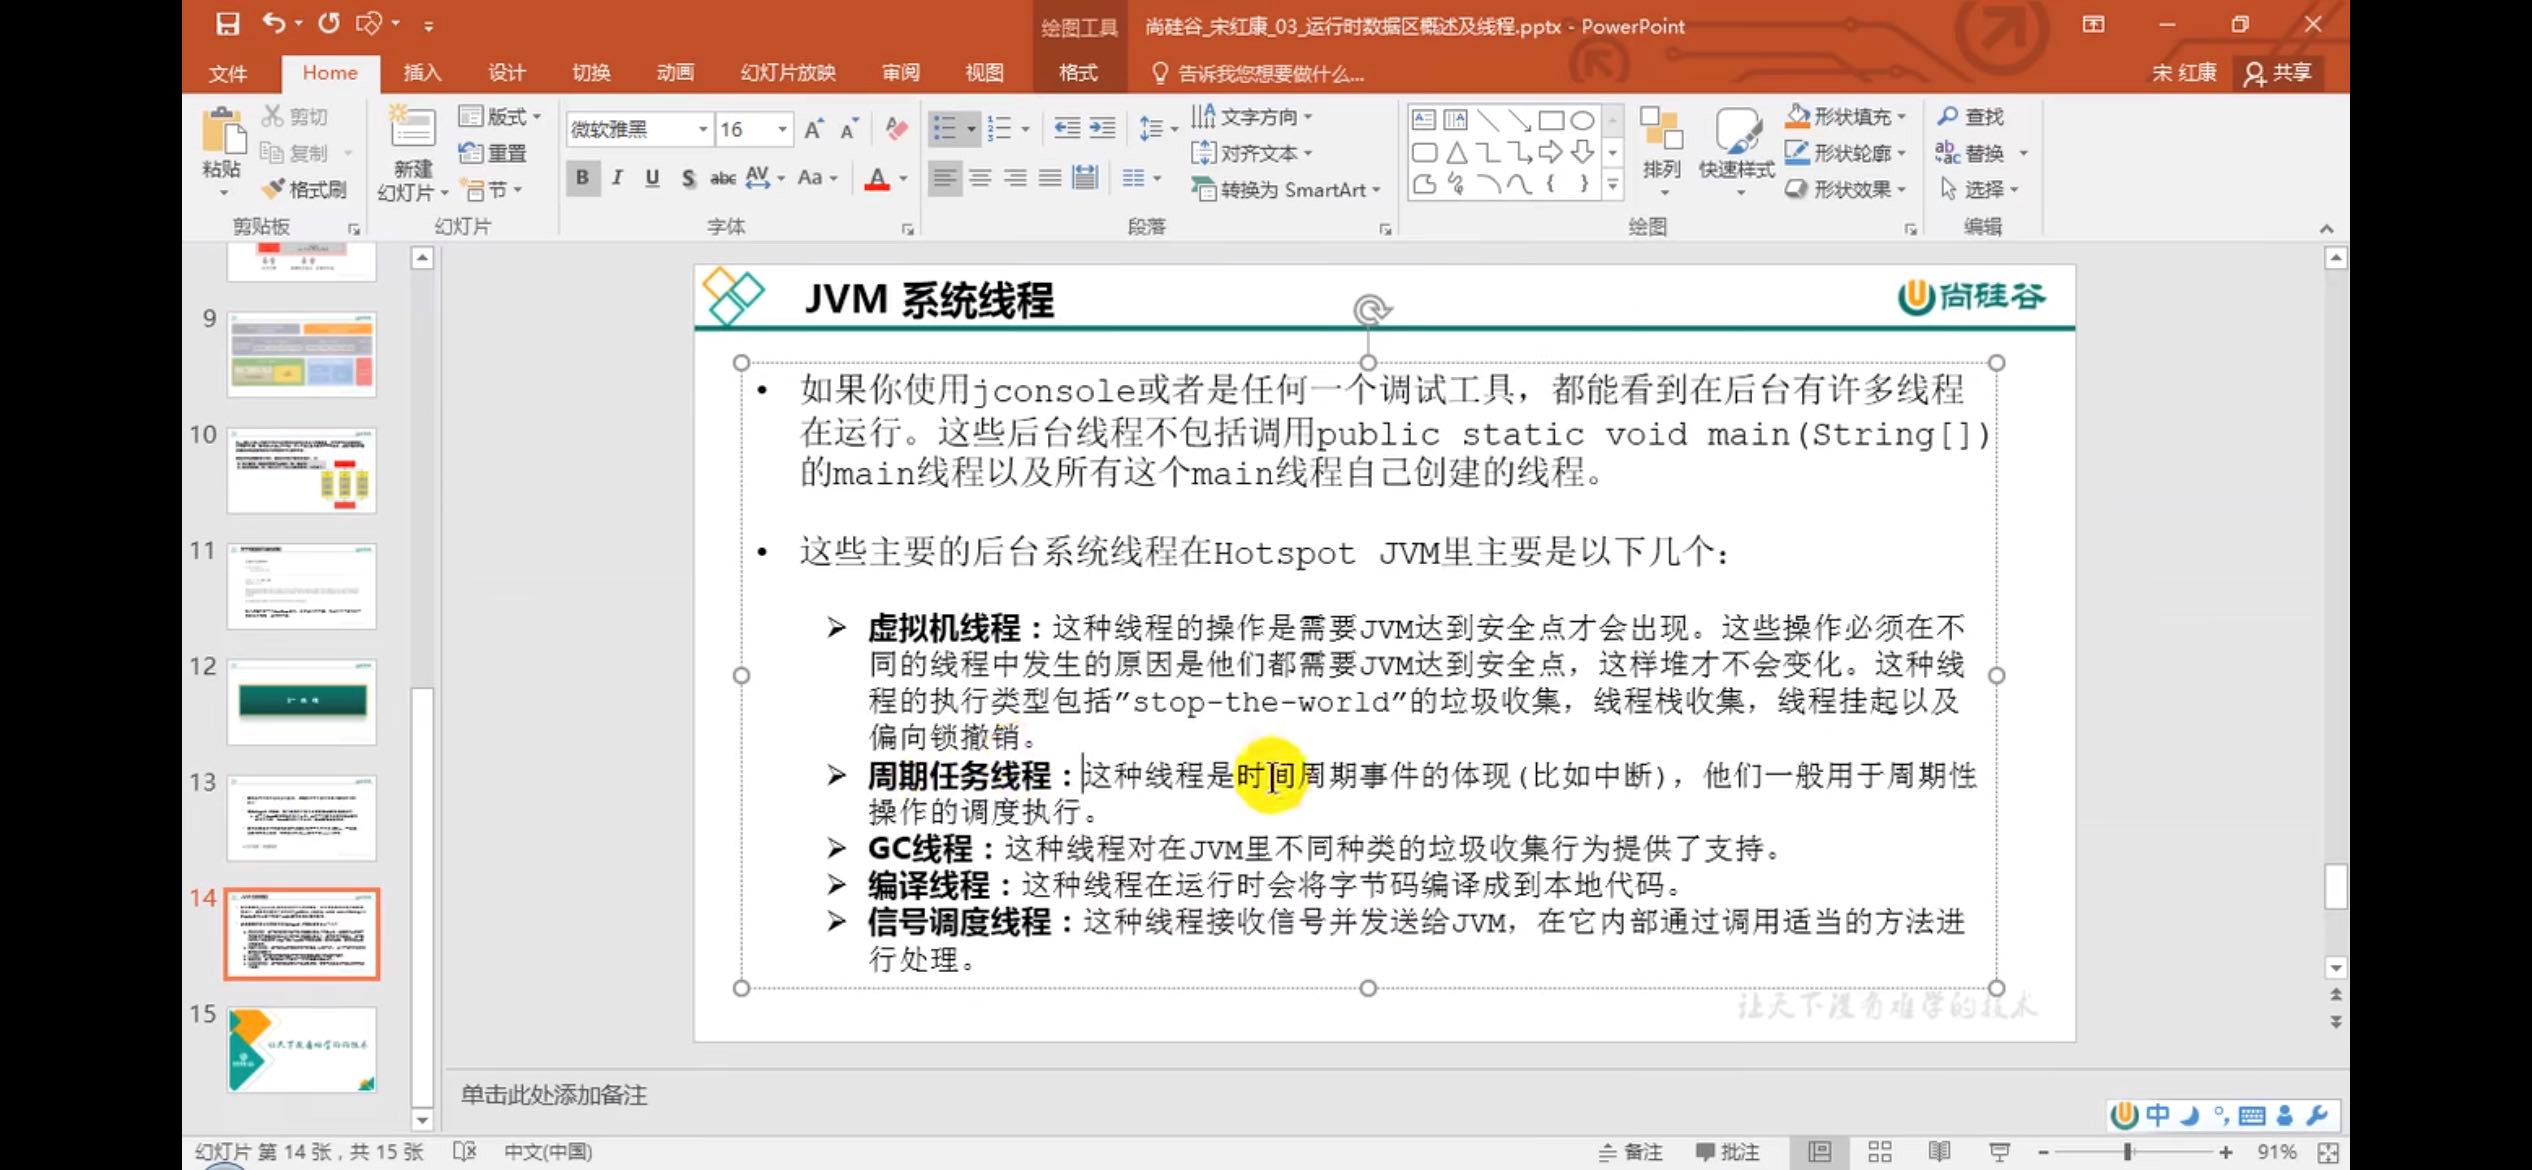 绘图工具
尚硅谷_宋红康_03_运行时数据区概述及线程.pptx - PowerPoint
文件 Home 插入 设计 切换 动画 幻灯片放映 审阅 视图 格式 告诉我您想要做什么... 宋 红康 共享
粘贴 剪切 复制 格式刷 剪贴板
新建 幻灯片 版式 重置 节 幻灯片
微软雅黑 16 字体
段落 文字方向 对齐文本 转换为 SmartArt
排列 快速样式 形状填充 形状轮廓 形状效果 绘图
查找 替换 选择 编辑
9
10
11
12
13
14
15
JVM 系统线程
尚硅谷
• 如果你使用jconsole或者是任何一个调试工具，都能看到在后台有许多线程
在运行。这些后台线程不包括调用public static void main(String[])
的main线程以及所有这个main线程自己创建的线程。
• 这些主要的后台系统线程在Hotspot JVM里主要是以下几个：
➢ 虚拟机线程：这种线程的操作是需要JVM达到安全点才会出现。这些操作必须在不
同的线程中发生的原因是他们都需要JVM达到安全点，这样堆才不会变化。这种线
程的执行类型包括"stop-the-world"的垃圾收集，线程栈收集，线程挂起以及
偏向锁撤销。
➢ 周期任务线程：这种线程是时间周期事件的体现(比如中断)，他们一般用于周期性
操作的调度执行。
➢ GC线程：这种线程对在JVM里不同种类的垃圾收集行为提供了支持。
➢ 编译线程：这种线程在运行时会将字节码编译成到本地代码。
➢ 信号调度线程：这种线程接收信号并发送给JVM，在它内部通过调用适当的方法进
行处理。
让天下没有难学的技术
单击此处添加备注
中
幻灯片 第 14 张，共 15 张 中文(中国) 备注 批注 91%